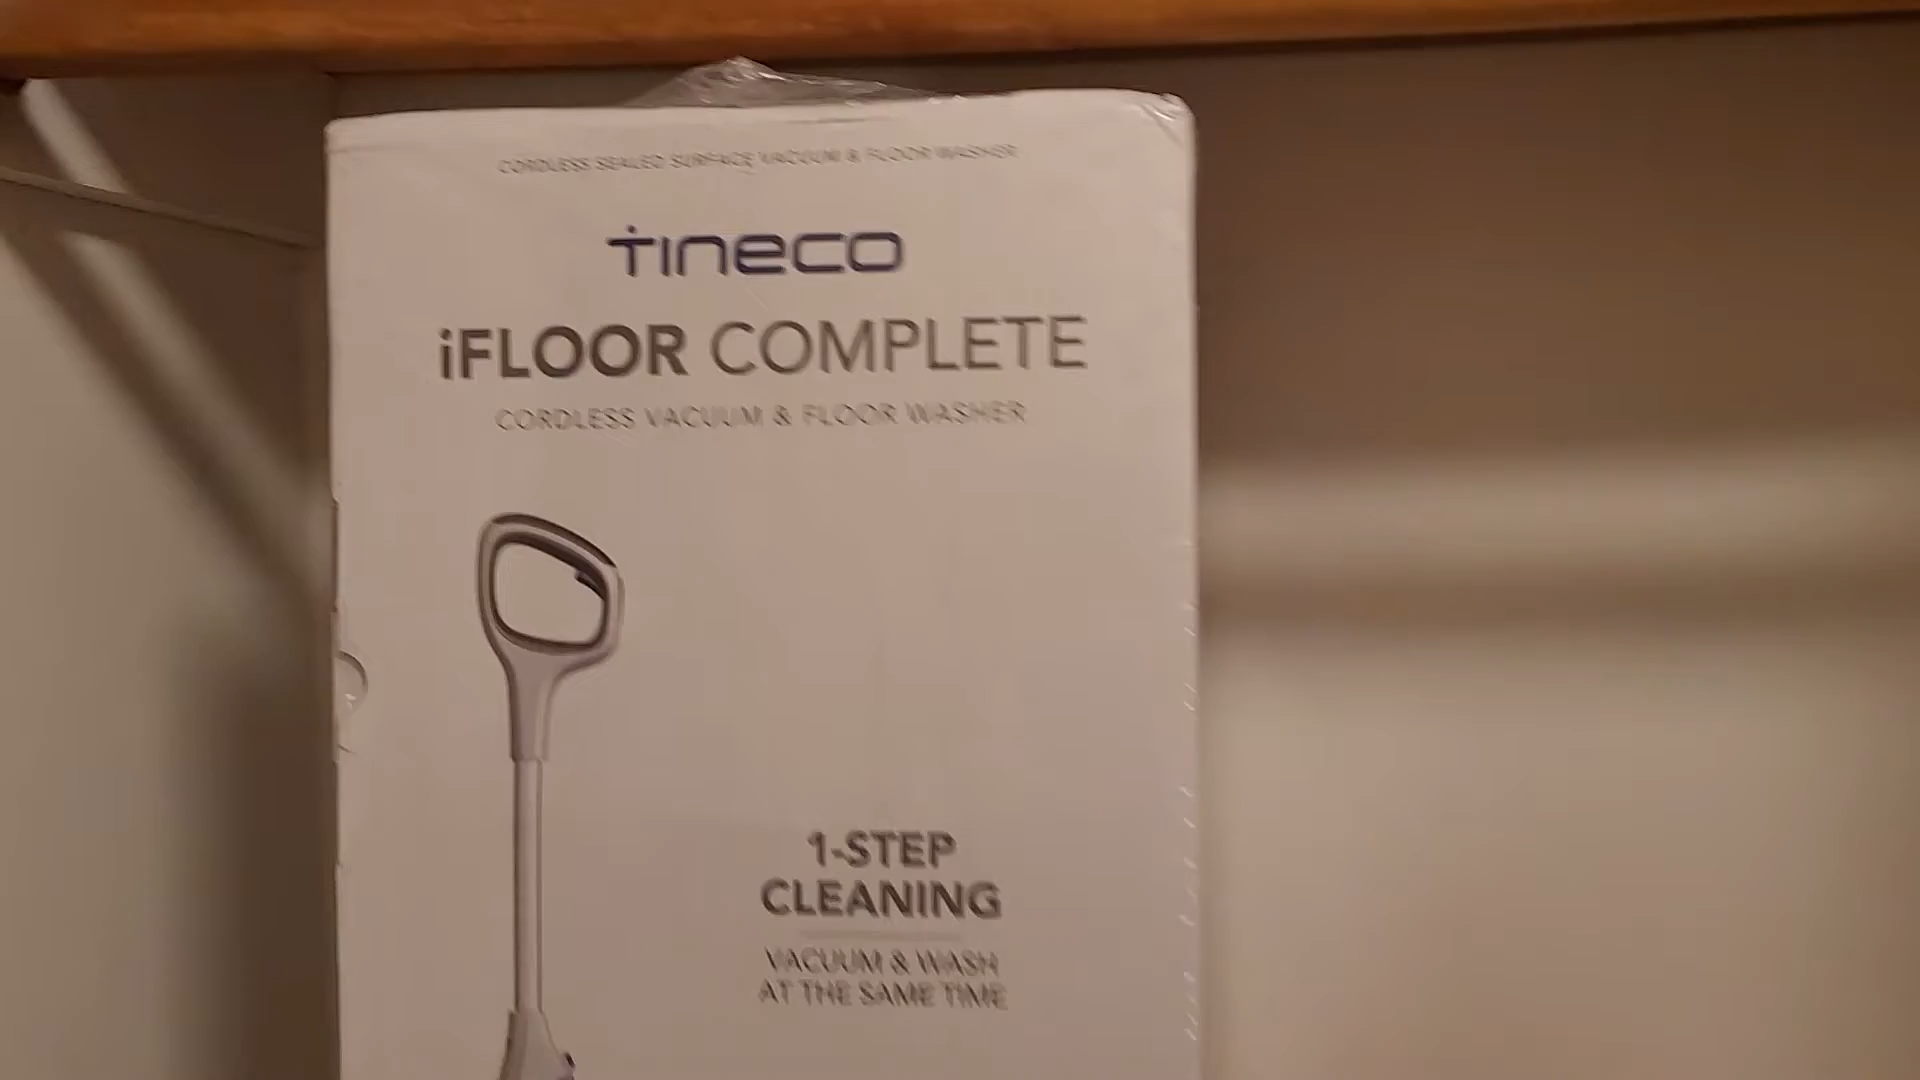 CORDLESS SEALED SURFACE VACUUM & FLOOR WASHER
TINECO
iFLOOR COMPLETE
CORDLESS VACUUM & FLOOR WASHER
1-STEP
CLEANING
VACUUM & WASH
AT THE SAME TIME